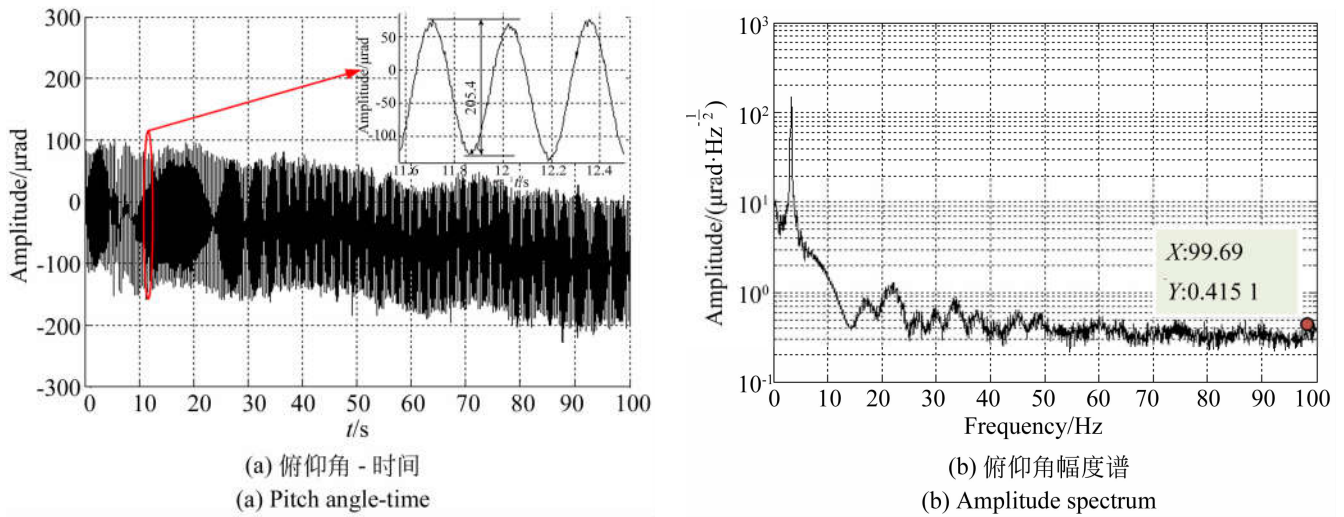 300
200
100
0
-100
-200
-300
Amplitude/μrad
0 10 20 30 40 50 60 70 80 90 100
t/s
50
0
-50
-100
Amplitude/μrad
205.4
11.6 11.8 12 12.2 12.4
t/s
(a) 俯仰角 - 时间
(a) Pitch angle-time
10³
10²
10¹
10⁰
10⁻¹
Amplitude/(μrad·Hz^-1/2)
X:99.69
Y:0.415 1
0 10 20 30 40 50 60 70 80 90 100
Frequency/Hz
(b) 俯仰角幅度谱
(b) Amplitude spectrum